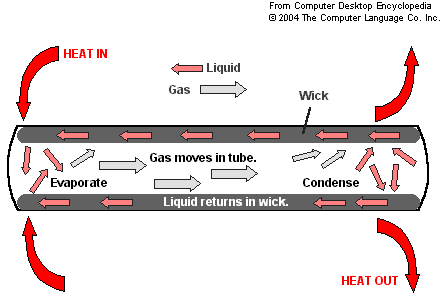 From Computer Desktop Encyclopedia
© 2004 The Computer Language Co. Inc.
HEAT IN
Liquid
Gas
Wick
Gas moves in tube.
Evaporate
Condense
Liquid returns in wick.
HEAT OUT